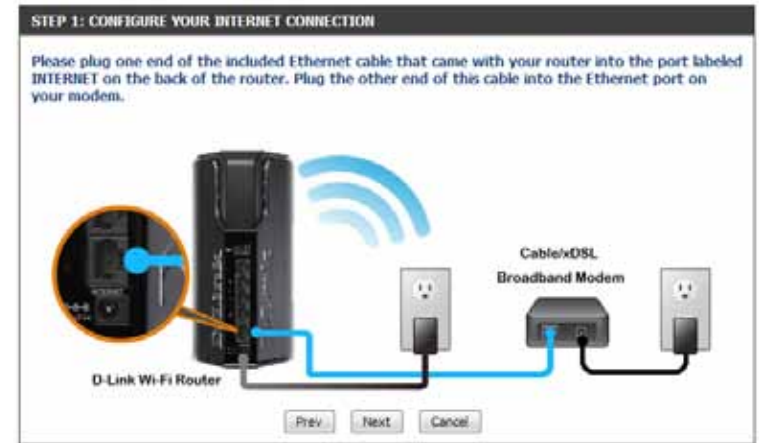 STEP 1: CONFIGURE YOUR INTERNET CONNECTION
Please plug one end of the included Ethernet cable that came with your router into the port labeled
INTERNET on the back of the router. Plug the other end of this cable into the Ethernet port on
your modem.
Cable/xDSL
Broadband Modem
INTERNET
D-Link Wi-Fi Router
Prev Next Cancel